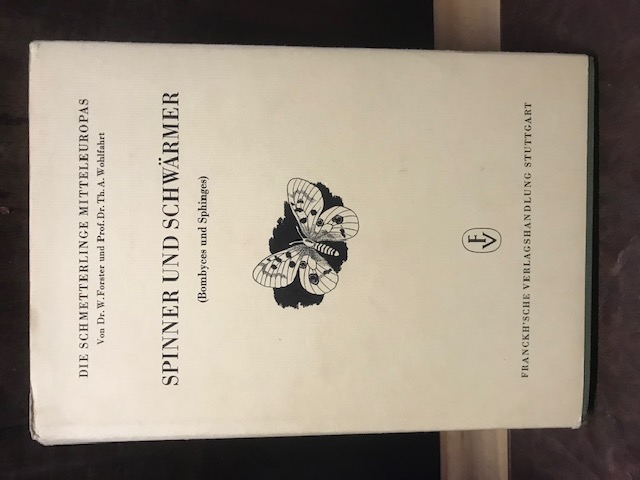 DIE SCHMETTERLINGE MITTELEUROPAS
Von Dr. W. Forster und Prof. Dr. Th. A. Wohlfahrt
SPINNER UND SCHWÄRMER
(Bombyces und Sphinges)
FV
FRANCKH'SCHE VERLAGSHANDLUNG STUTTGART